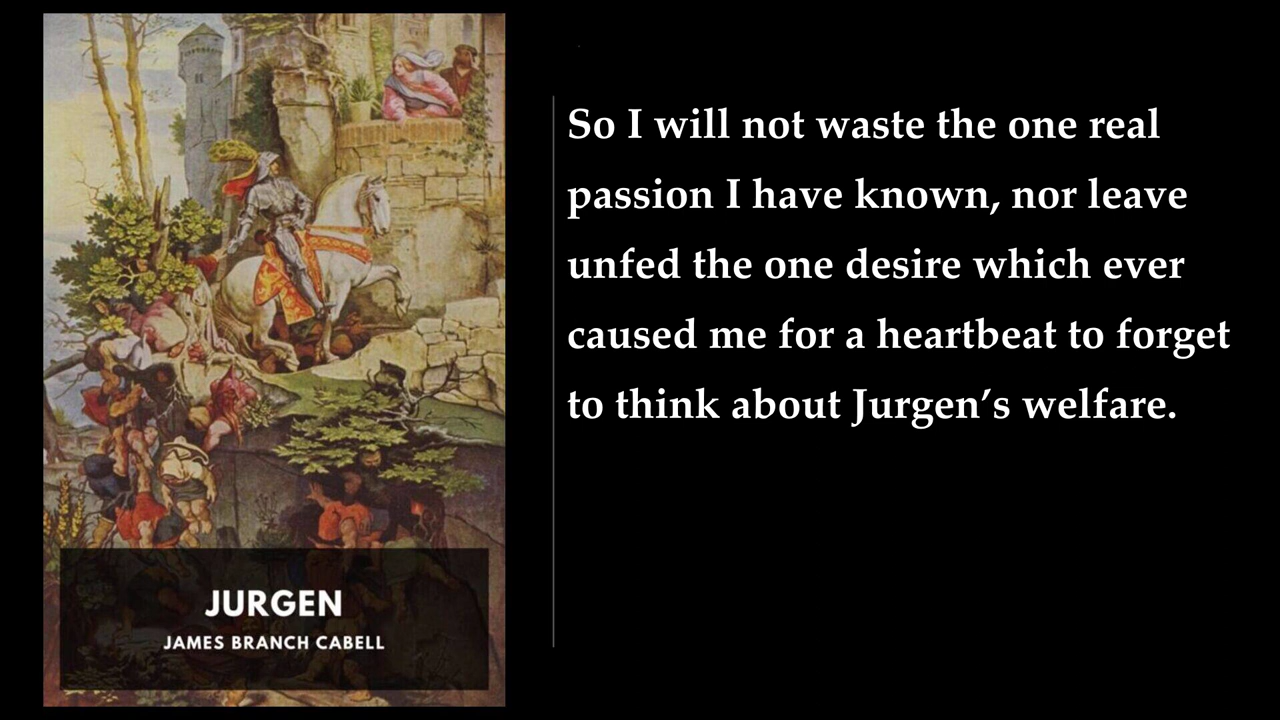 So I will not waste the one real
passion I have known, nor leave
unfed the one desire which ever
caused me for a heartbeat to forget
to think about Jurgen’s welfare.
JURGEN
JAMES BRANCH CABELL